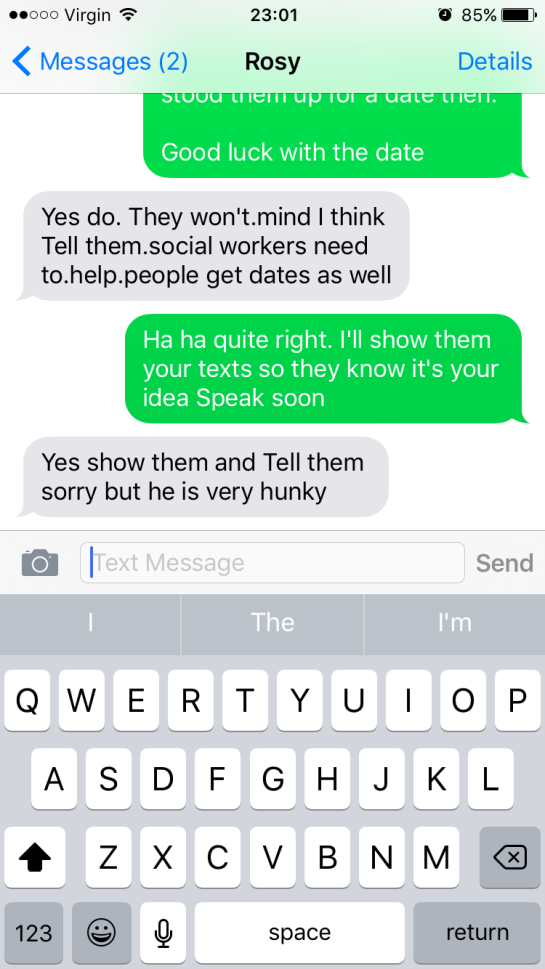 Virgin
23:01
85%
Messages (2)
Rosy
Details
stood them up for a date then.
Good luck with the date
Yes do. They won't.mind I think
Tell them.social workers need
to.help.people get dates as well
Ha ha quite right. I'll show them
your texts so they know it's your
idea Speak soon
Yes show them and Tell them
sorry but he is very hunky
Text Message
Send
I
The
I'm
Q W E R T Y U I O P
A S D F G H J K L
Z X C V B N M
123
space
return